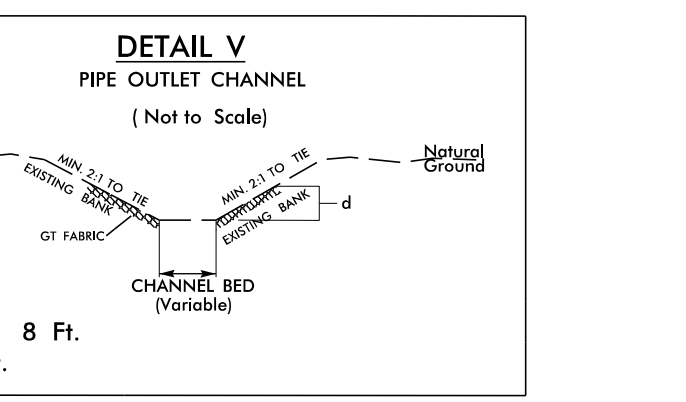 DETAIL V
PIPE OUTLET CHANNEL
( Not to Scale)
MIN. 2:1 TO TIE
EXISTING BANK
GT FABRIC
MIN. 2:1 TO TIE
EXISTING BANK
d
Natural
Ground
CHANNEL BED
(Variable)
8 Ft.